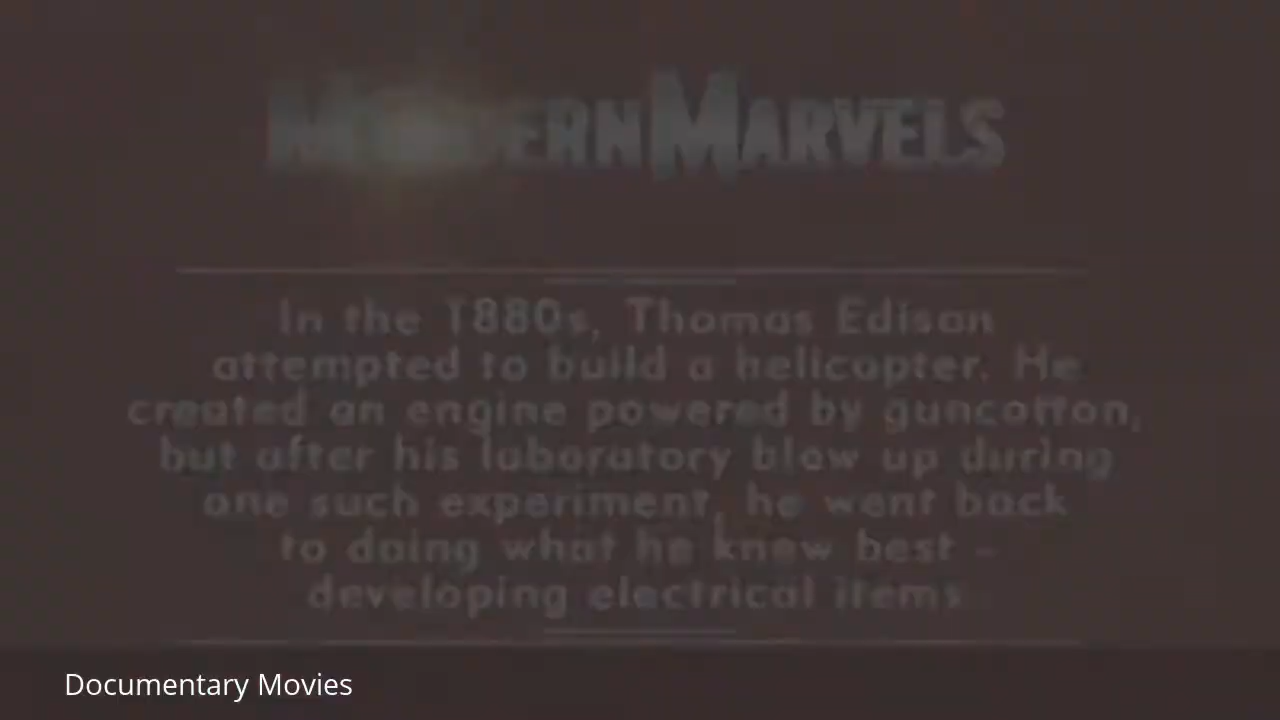 MODERN MARVELS
In the 1880s, Thomas Edison
attempted to build a helicopter. He
created an engine powered by guncotton,
but after his laboratory blew up during
one such experiment, he went back
to doing what he knew best –
developing electrical items
Documentary Movies